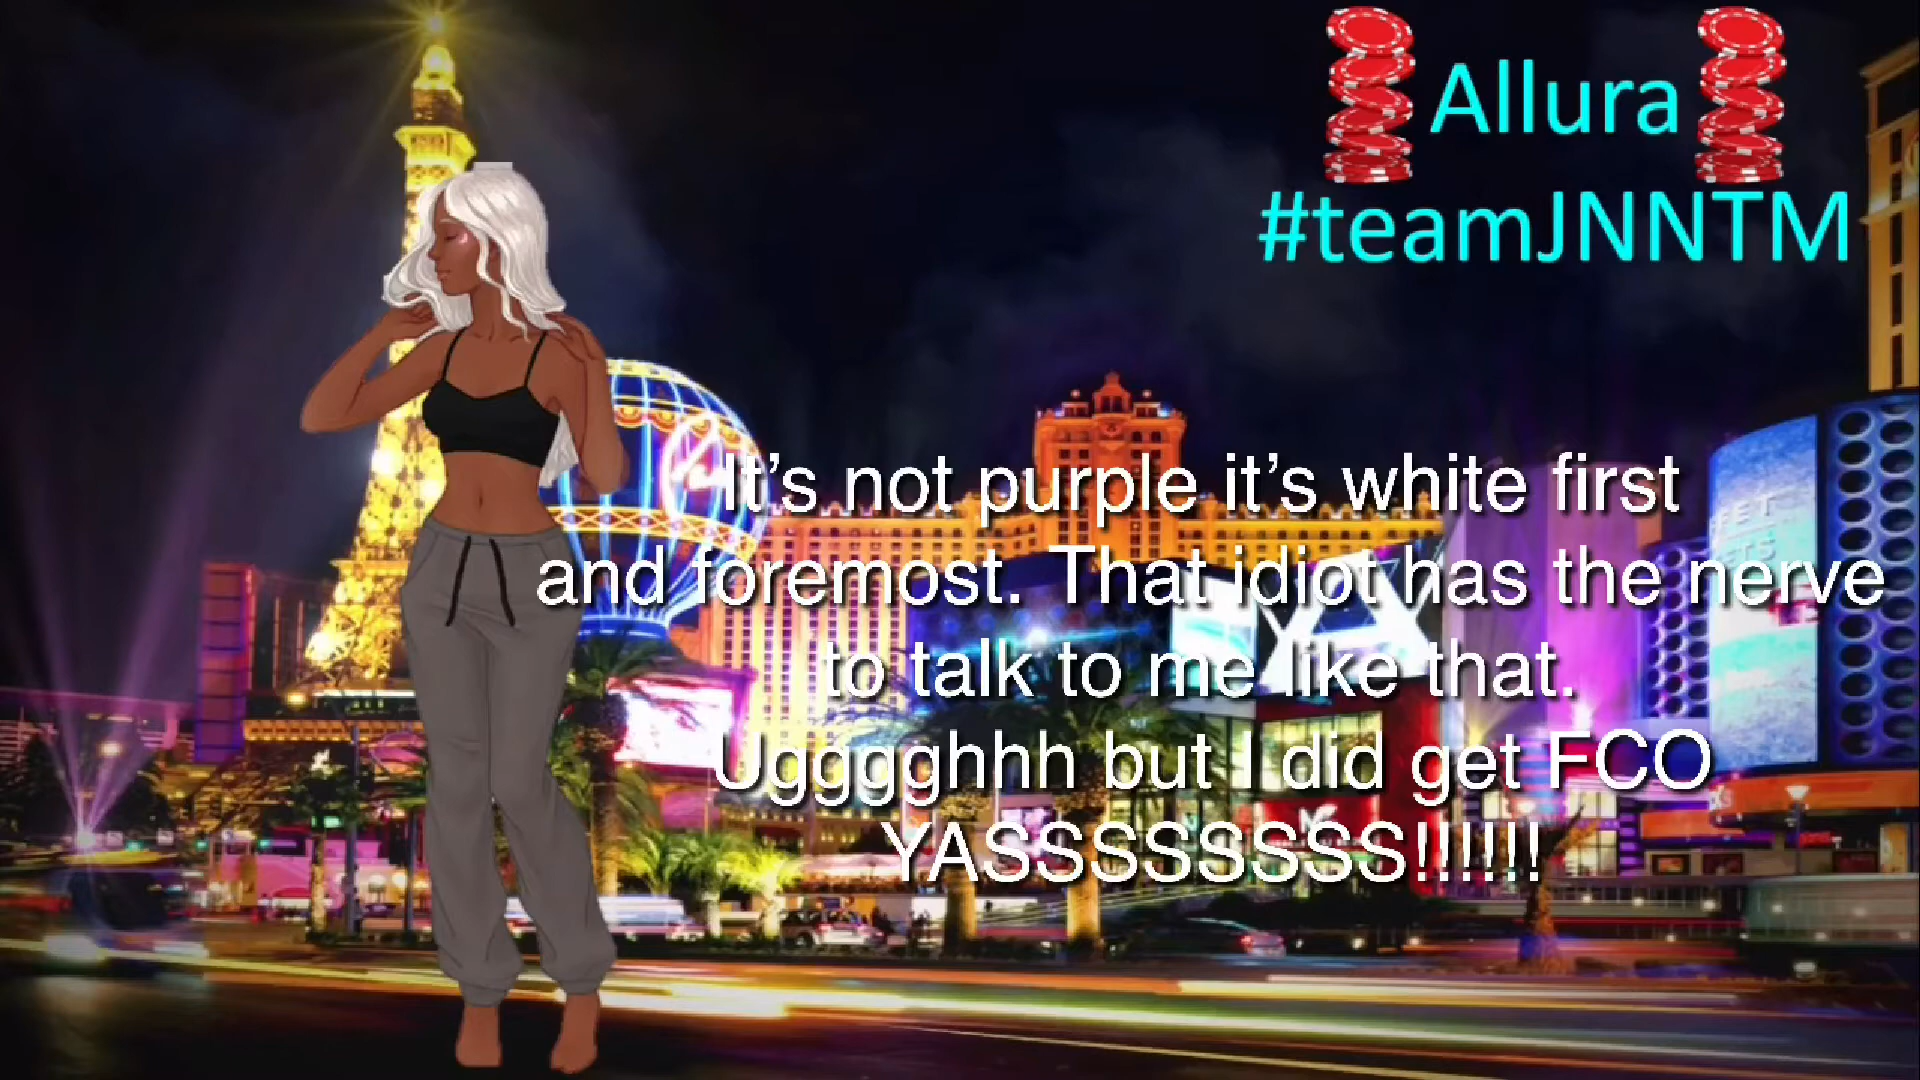 Allura
#teamJNNTM
It’s not purple it’s white first
and foremost. That idiot has the nerve
to talk to me like that.
Uggggghhh but I did get FCO
YASSSSSSSS!!!!!!